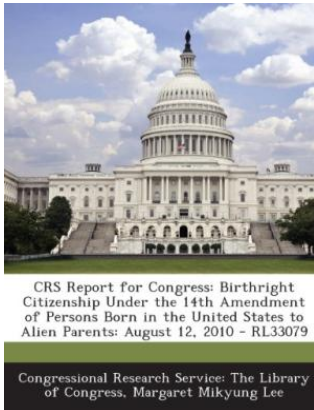 CRS Report for Congress: Birthright
Citizenship Under the 14th Amendment
of Persons Born in the United States to
Alien Parents: August 12, 2010 - RL33079
Congressional Research Service: The Library
of Congress, Margaret Mikyung Lee